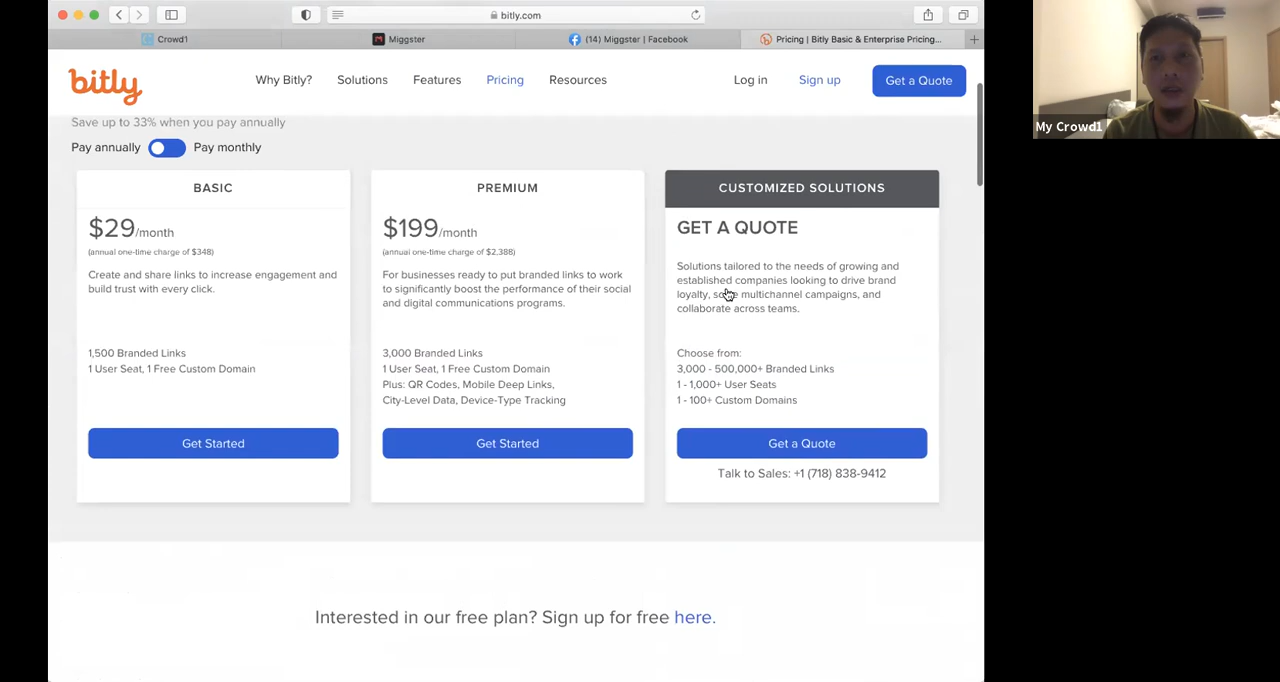 bitly.com
Crowd1
Miggster
(14) Miggster | Facebook
Pricing | Bitly Basic & Enterprise Pricing...
My Crowd1
bitly
Why Bitly?
Solutions
Features
Pricing
Resources
Log in
Sign up
Get a Quote
Save up to 33% when you pay annually
Pay annually
Pay monthly
BASIC
$29/month
(annual one-time charge of $348)
Create and share links to increase engagement and
build trust with every click.
1,500 Branded Links
1 User Seat, 1 Free Custom Domain
Get Started
PREMIUM
$199/month
(annual one-time charge of $2,388)
For businesses ready to put branded links to work
to significantly boost the performance of their social
and digital communications programs.
3,000 Branded Links
1 User Seat, 1 Free Custom Domain
Plus: QR Codes, Mobile Deep Links,
City-Level Data, Device-Type Tracking
Get Started
CUSTOMIZED SOLUTIONS
GET A QUOTE
Solutions tailored to the needs of growing and
established companies looking to drive brand
loyalty, multichannel campaigns, and
collaborate across teams.
Choose from:
3,000 - 500,000+ Branded Links
1 - 1,000+ User Seats
1 - 100+ Custom Domains
Get a Quote
Talk to Sales: +1 (718) 838-9412
Interested in our free plan? Sign up for free here.